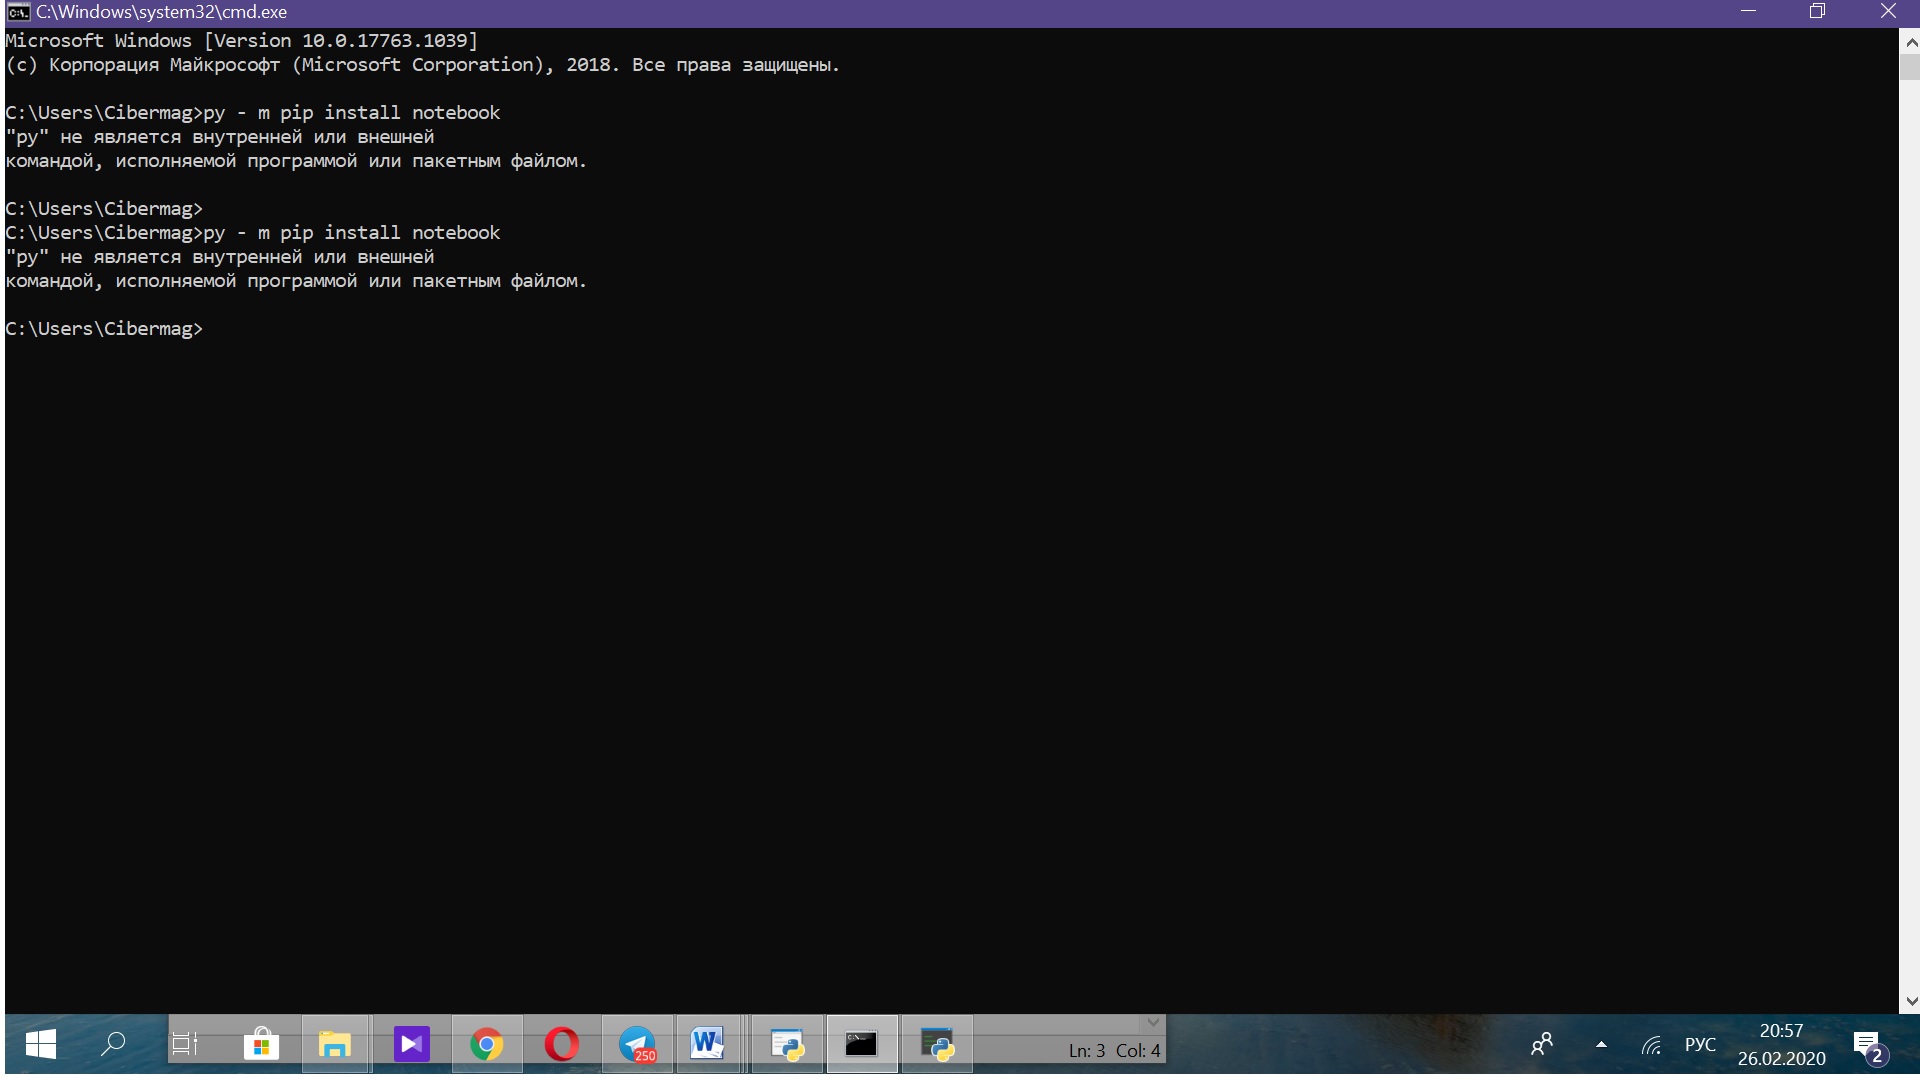 C:\Windows\system32\cmd.exe
Microsoft Windows [Version 10.0.17763.1039]
(c) Корпорация Майкрософт (Microsoft Corporation), 2018. Все права защищены.
C:\Users\Cibermag>py - m pip install notebook
"py" не является внутренней или внешней
командой, исполняемой программой или пакетным файлом.
C:\Users\Cibermag>
C:\Users\Cibermag>py - m pip install notebook
"py" не является внутренней или внешней
командой, исполняемой программой или пакетным файлом.
C:\Users\Cibermag>
250
Ln: 3 Col: 4
РУС
20:57
26.02.2020
2